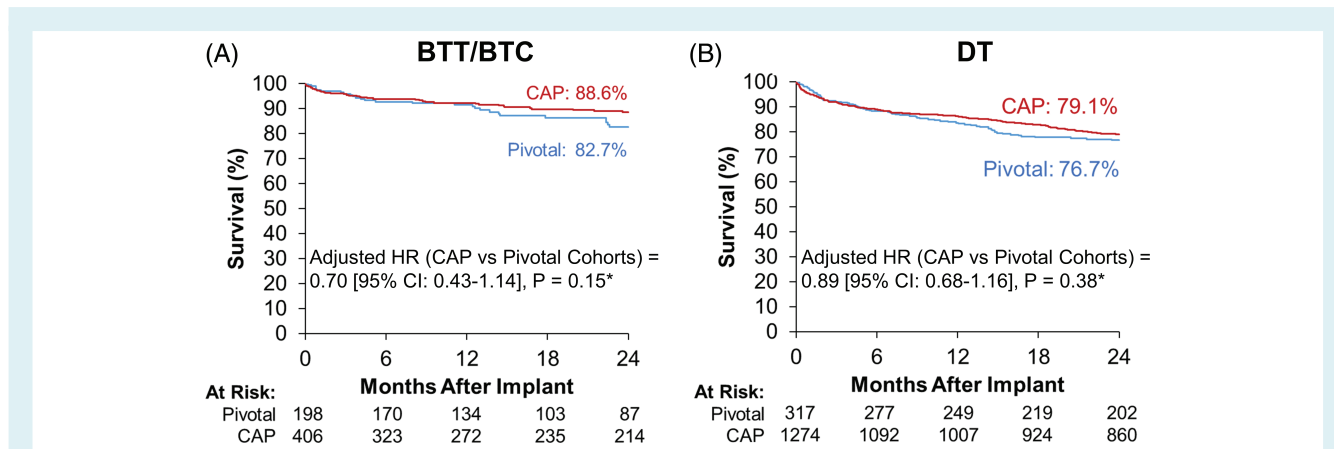 (A) BTT/BTC
100
90
80
70
60
50
40
30
20
10
0
Survival (%)
CAP: 88.6%
Pivotal: 82.7%
Adjusted HR (CAP vs Pivotal Cohorts) =
0.70 [95% CI: 0.43-1.14], P = 0.15*
0 6 12 18 24
Months After Implant
At Risk:
Pivotal 198 170 134 103 87
CAP 406 323 272 235 214
(B) DT
100
90
80
70
60
50
40
30
20
10
0
Survival (%)
CAP: 79.1%
Pivotal: 76.7%
Adjusted HR (CAP vs Pivotal Cohorts) =
0.89 [95% CI: 0.68-1.16], P = 0.38*
0 6 12 18 24
Months After Implant
At Risk:
Pivotal 317 277 249 219 202
CAP 1274 1092 1007 924 860